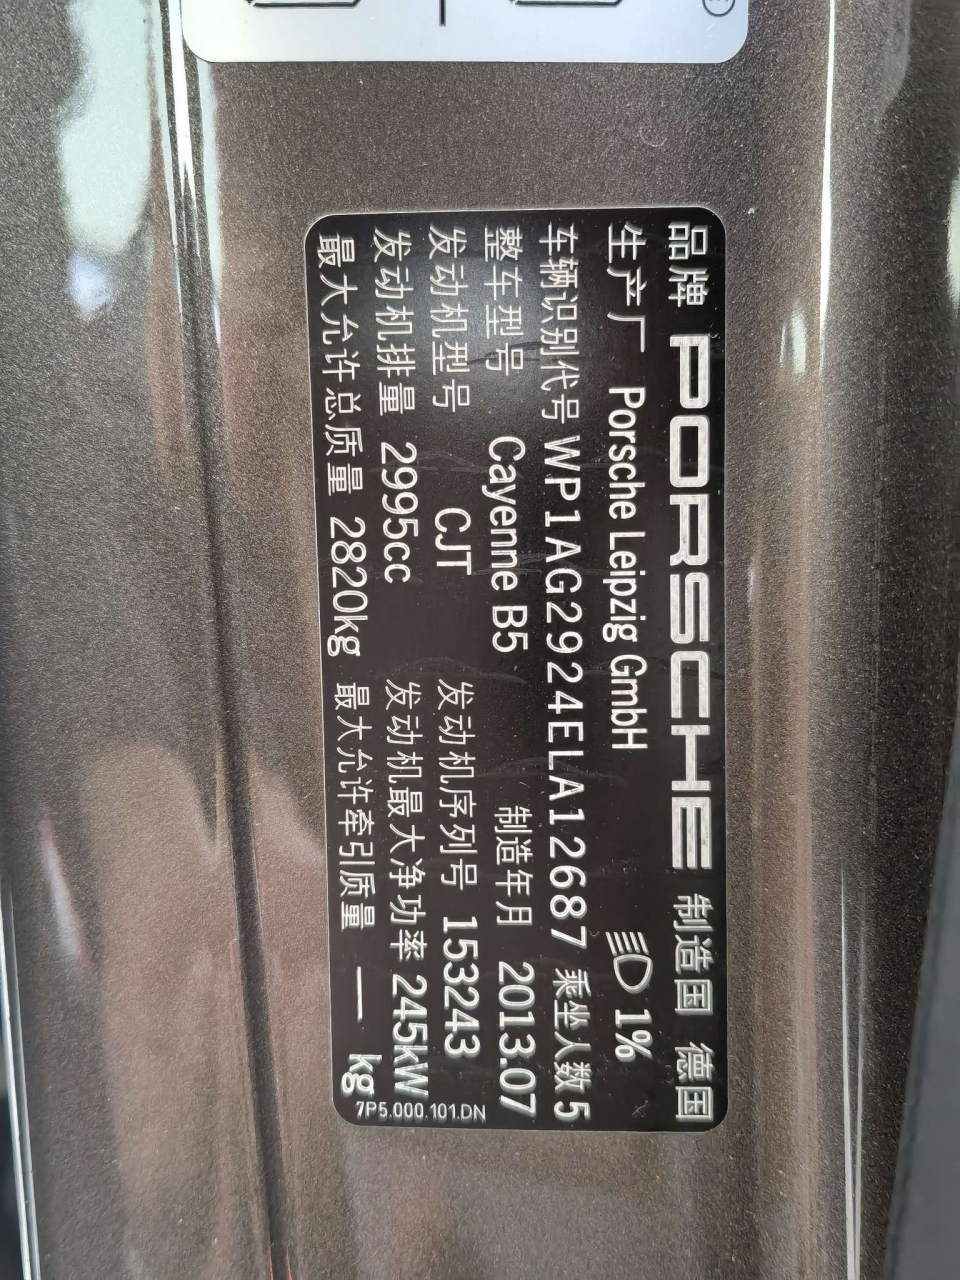 品牌 PORSCHE 制造国 德国
生产厂 Porsche Leipzig GmbH 1%
车辆识别代号 WP1AG2924ELA12687 乘坐人数 5
整车型号 Cayenne B5 制造年月 2013.07
发动机型号 CJT 发动机序列号 153243
发动机排量 2995cc 发动机最大净功率 245kW
最大允许总质量 2820kg 最大允许牵引质量 — kg
7P5.000.101.DN